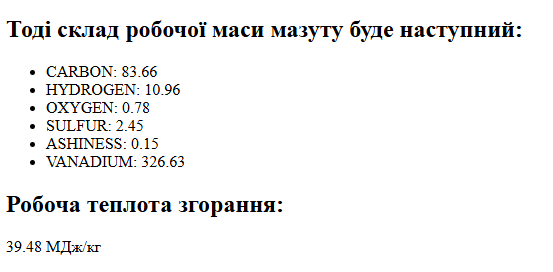 Тоді склад робочої маси мазуту буде наступний:
• CARBON: 83.66
• HYDROGEN: 10.96
• OXYGEN: 0.78
• SULFUR: 2.45
• ASHINESS: 0.15
• VANADIUM: 326.63
Робоча теплота згорання:
39.48 МДж/кг